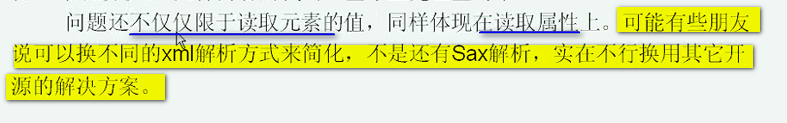 问题还不仅仅限于读取元素的值，同样体现在读取属性上。可能有些朋友
说可以换不同的xml解析方式来简化，不是还有Sax解析，实在不行换用其它开
源的解决方案。